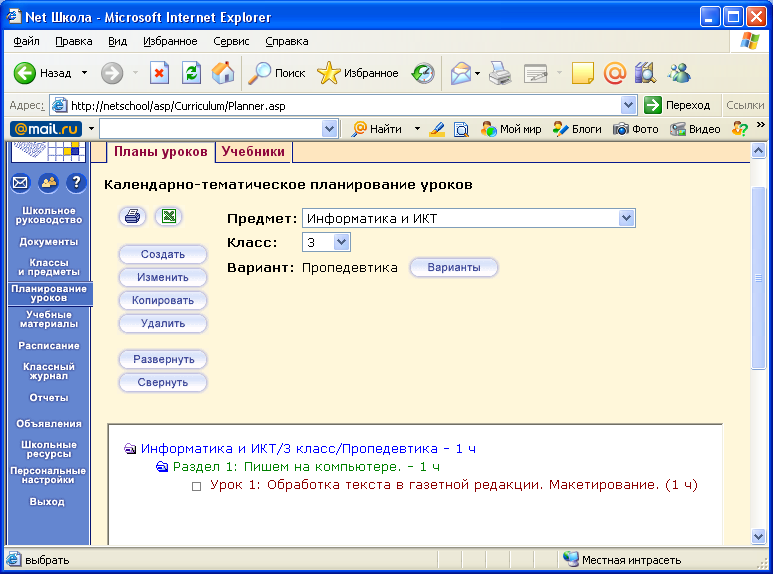 Net Школа - Microsoft Internet Explorer
Файл Правка Вид Избранное Сервис Справка
Назад Поиск Избранное
Адрес: http://netschool/asp/Curriculum/Planner.asp Переход Ссылки
@mail.ru Найти Мой мир Блоги Фото Видео
Планы уроков Учебники
Календарно-тематическое планирование уроков
Школьное
руководство
Документы
Классы
и предметы
Планирование
уроков
Учебные
материалы
Расписание
Классный
журнал
Отчеты
Объявления
Школьные
ресурсы
Персональные
настройки
Выход
Предмет: Информатика и ИКТ
Класс: 3
Вариант: Пропедевтика Варианты
Создать
Изменить
Копировать
Удалить
Развернуть
Свернуть
Информатика и ИКТ/3 класс/Пропедевтика - 1 ч
Раздел 1: Пишем на компьютере. - 1 ч
Урок 1: Обработка текста в газетной редакции. Макетирование. (1 ч)
выбрать Местная интрасеть